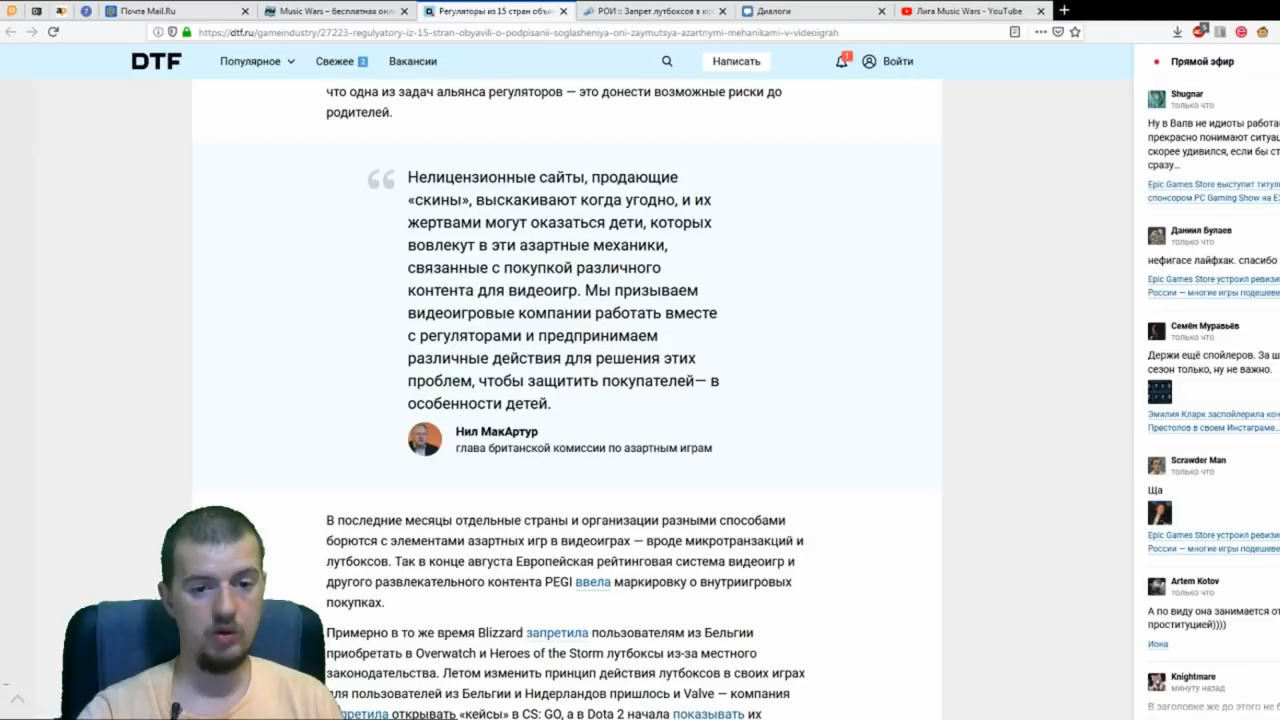 Почта Mail.Ru
Music Wars – бесплатная онл
Регуляторы из 15 стран объя
РОИ :: Запрет лутбоксов в ко
Диалоги
Лига Music Wars - YouTube
https://dtf.ru/gameindustry/27223-regulyatory-iz-15-stran-obyavili-o-podpisanii-soglasheniya-oni-zaymutsya-azartnymi-mehanikami-v-videoigrah
DTF
Популярное
Свежее 2
Вакансии
Написать
1
Войти
что одна из задач альянса регуляторов — это донести возможные риски до
родителей.
Нелицензионные сайты, продающие
«скины», выскакивают когда угодно, и их
жертвами могут оказаться дети, которых
вовлекут в эти азартные механики,
связанные с покупкой различного
контента для видеоигр. Мы призываем
видеоигровые компании работать вместе
с регуляторами и предпринимаем
различные действия для решения этих
проблем, чтобы защитить покупателей— в
особенности детей.
Нил МакАртур
глава британской комиссии по азартным играм
В последние месяцы отдельные страны и организации разными способами
борются с элементами азартных игр в видеоиграх — вроде микротранзакций и
лутбоксов. Так в конце августа Европейская рейтинговая система видеоигр и
другого развлекательного контента PEGI ввела маркировку о внутриигровых
покупках.
Примерно в то же время Blizzard запретила пользователям из Бельгии
приобретать в Overwatch и Heroes of the Storm лутбоксы из-за местного
законодательства. Летом изменить принцип действия лутбоксов в своих играх
для пользователей из Бельгии и Нидерландов пришлось и Valve — компания
претила открывать «кейсы» в CS: GO, а в Dota 2 начала показывать их
Прямой эфир
Shugnar
только что
Ну в Валв не идиоты работа
прекрасно понимают ситуац
скорее удивился, если бы ст
сразу...
Epic Games Store выступит титул
спонсором PC Gaming Show на E3
Даниил Булаев
только что
нефигасе лайфхак. спасибо
Epic Games Store устроил ревизи
России — многие игры подешеве
Семён Муравьёв
только что
Держи ещё спойлеров. За ш
сезон только, ну не важно.
Эмилия Кларк заспойлерила кон
Престолов в своем Инстаграме...
Scrawder Man
только что
Ща
Epic Games Store устроил ревизи
России — многие игры подешеве
Artem Kotov
только что
А по виду она занимается от
проституцией))))
Иона
Knightmare
минуту назад
В заголовке же до этого не б